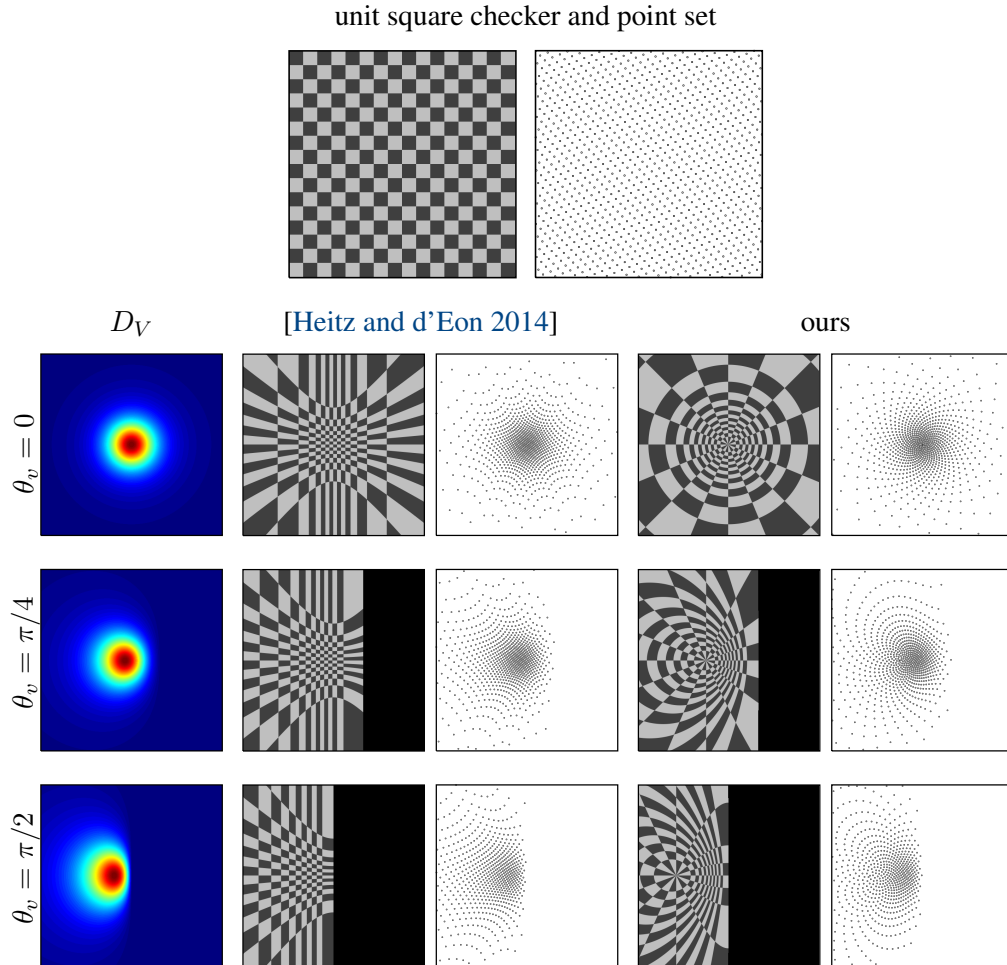 unit square checker and point set
D_V [Heitz and d'Eon 2014] ours
θ_v = 0
θ_v = π/4
θ_v = π/2